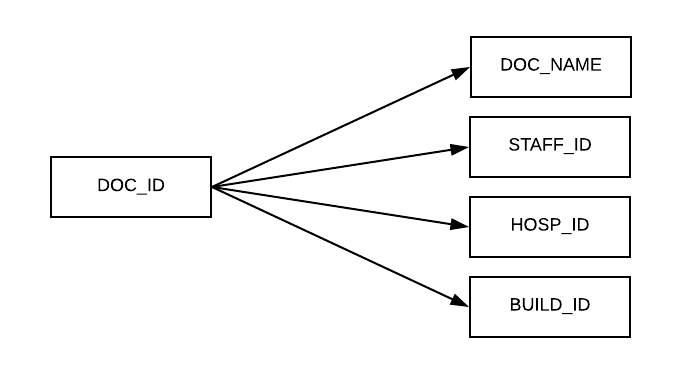 DOC_ID
DOC_NAME
STAFF_ID
HOSP_ID
BUILD_ID